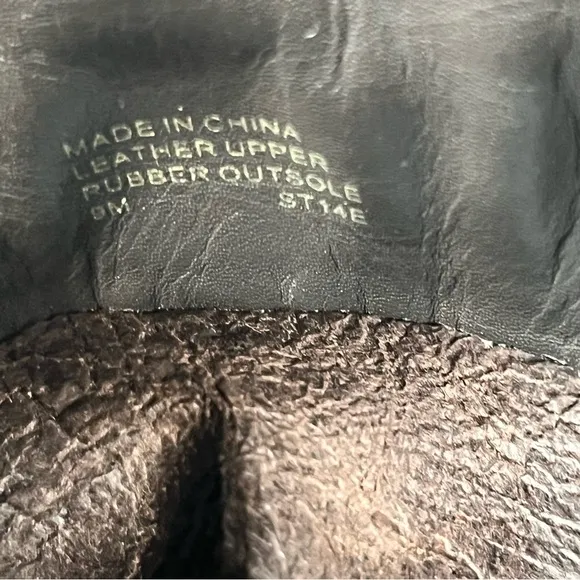 MADE IN CHINA
LEATHER UPPER
RUBBER OUTSOLE
9M ST14E